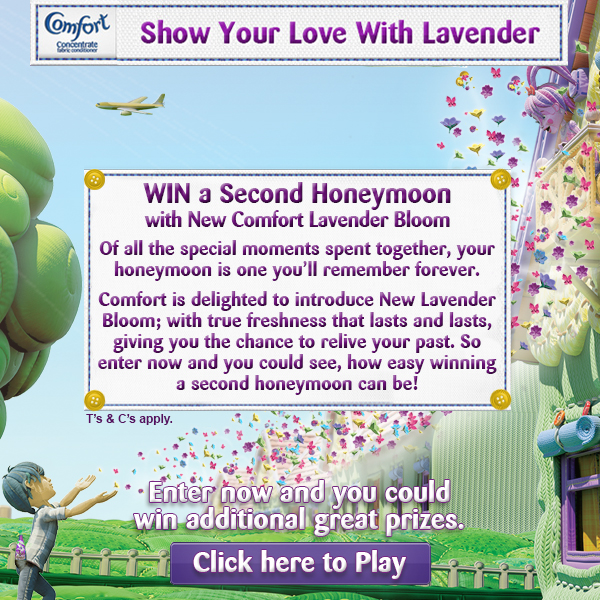 Comfort
Concentrate
fabric conditioner
Show Your Love With Lavender
WIN a Second Honeymoon
with New Comfort Lavender Bloom
Of all the special moments spent together, your
honeymoon is one you'll remember forever.
Comfort is delighted to introduce New Lavender
Bloom; with true freshness that lasts and lasts,
giving you the chance to relive your past. So
enter now and you could see, how easy winning
a second honeymoon can be!
T's & C's apply.
Enter now and you could
win additional great prizes.
Click here to Play